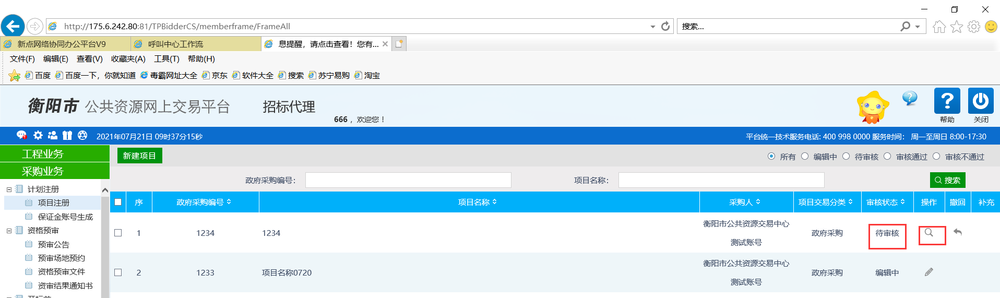 http://175.6.242.80:81/TPBidderCS/memberframe/FrameAll
搜索...
新点网络协同办公平台V9
呼叫中心工作流
息提醒，请点击查看！您有...
文件(F) 编辑(E) 查看(V) 收藏夹(A) 工具(T) 帮助(H)
百度 百度一下，你就知道 毒霸网址大全 京东 软件大全 搜索 苏宁易购 淘宝
衡阳市 公共资源网上交易平台 招标代理
666 ，欢迎您！
帮助 关闭
2021年07月21日 09时37分15秒
平台统一技术服务电话: 400 998 0000 服务时间： 周一至周日 8:00-17:30
工程业务
采购业务
计划注册
项目注册
保证金账号生成
资格预审
预审公告
预审场地预约
资格预审文件
资审结果通知书
新建项目
所有 编辑中 待审核 审核通过 审核不通过
政府采购编号： 项目名称： 搜索
序 政府采购编号 项目名称 采购人 项目交易分类 审核状态 操作 撤回 补充
1 1234 1234 衡阳市公共资源交易中心 政府采购 待审核
测试账号
2 1233 项目名称0720 衡阳市公共资源交易中心 政府采购 编辑中
测试账号